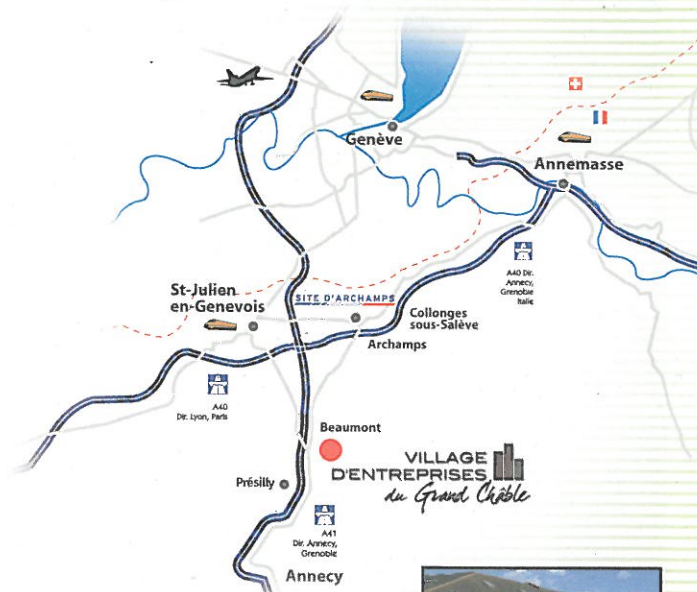 Genève
Annemasse
A40 Dir.
Annecy,
Grenoble
Italie
St-Julien
en-Genevois
SITE D'ARCHAMPS
Collonges
sous-Salève
Archamps
A40
Dir. Lyon, Paris
Beaumont
VILLAGE
D'ENTREPRISES
du Grand Châble
Présilly
A41
Dir. Annecy,
Grenoble
Annecy